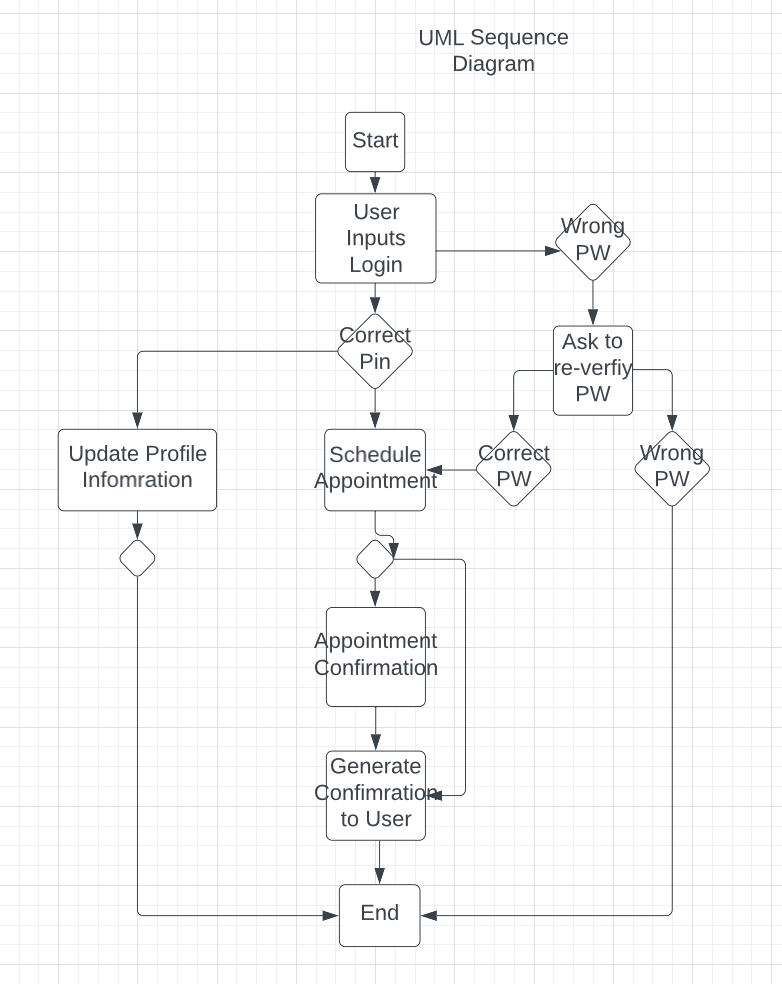 UML Sequence
Diagram
Start
User
Inputs
Login
Wrong
PW
Correct
Pin
Ask to
re-verfiy
PW
Update Profile
Infomration
Schedule
Appointment
Correct
PW
Wrong
PW
Appointment
Confirmation
Generate
Confimration
to User
End